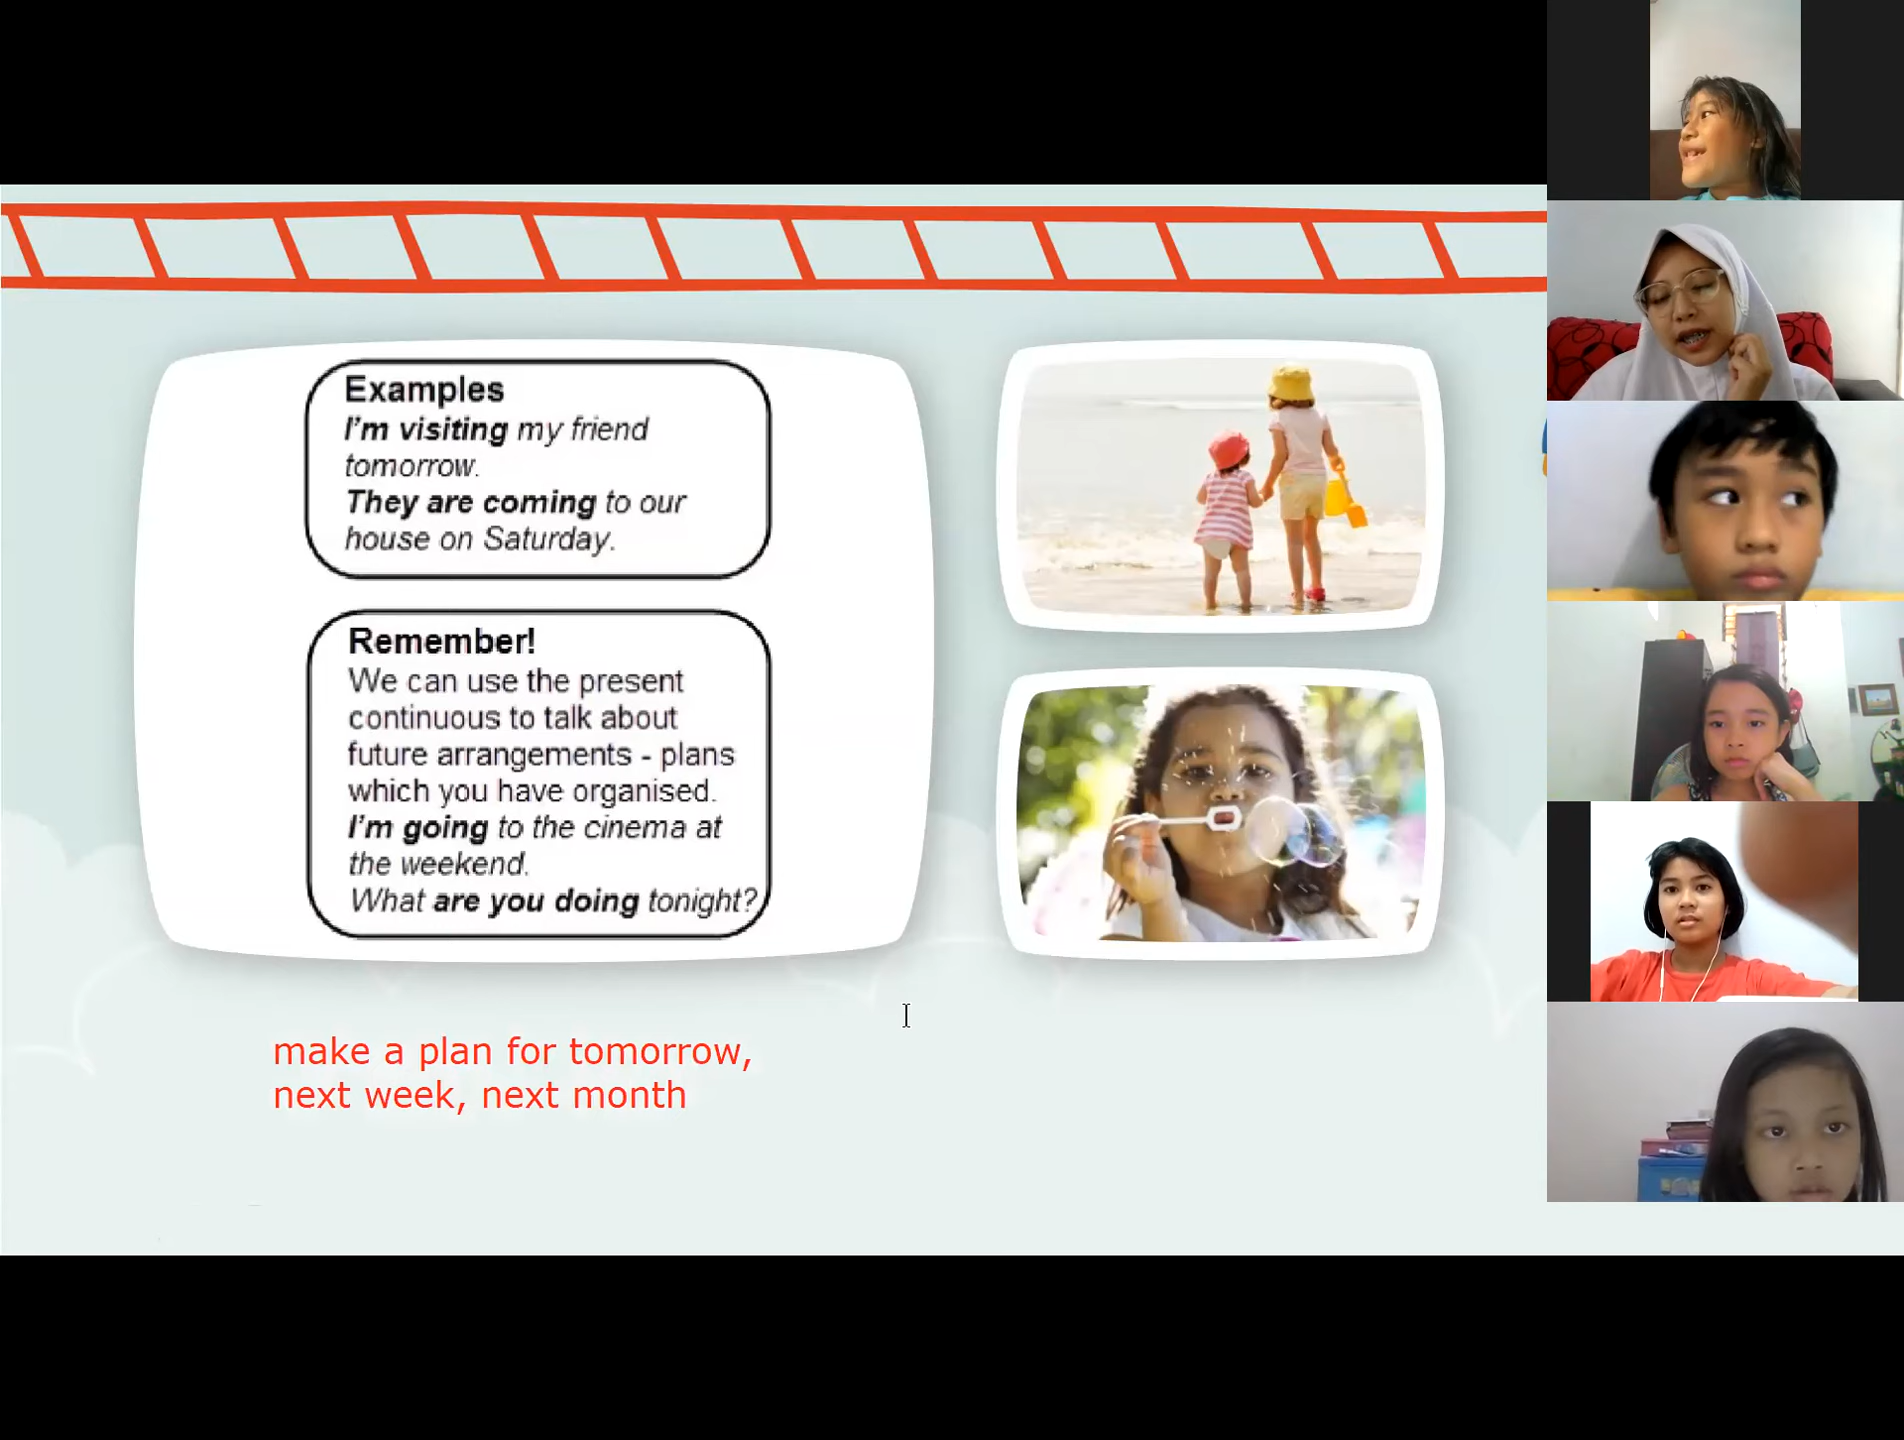 Examples
I'm visiting my friend
tomorrow.
They are coming to our
house on Saturday.
Remember!
We can use the present
continuous to talk about
future arrangements - plans
which you have organised.
I'm going to the cinema at
the weekend.
What are you doing tonight?
make a plan for tomorrow,
next week, next month